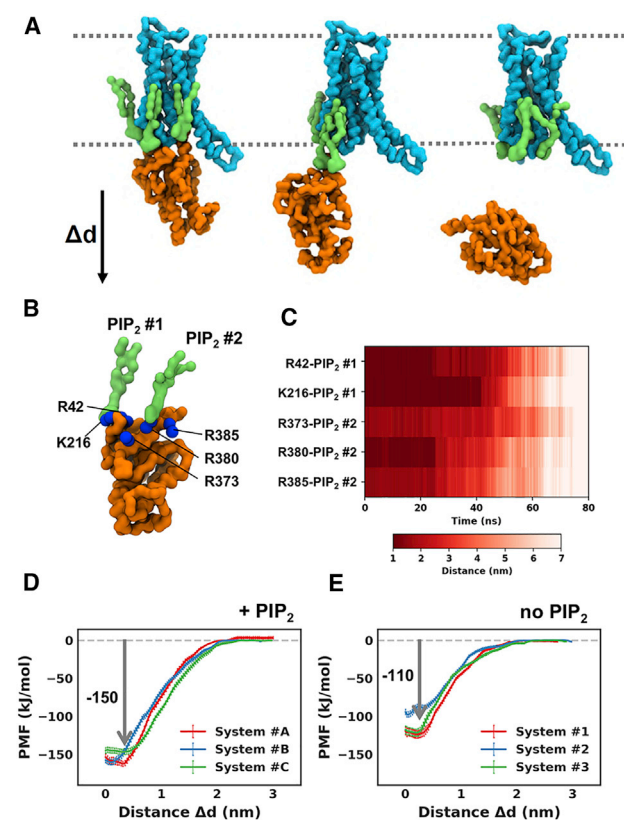 A
Δd
B
PIP2 #1
PIP2 #2
R42
K216
R385
R380
R373
C
R42-PIP2 #1
K216-PIP2 #1
R373-PIP2 #2
R380-PIP2 #2
R385-PIP2 #2
0 20 40 60 80
Time (ns)
1 2 3 4 5 6 7
Distance (nm)
D
+ PIP2
PMF (kJ/mol)
0
−50
−100
−150
-150
System #A
System #B
System #C
0 1 2 3
Distance Δd (nm)
E
no PIP2
PMF (kJ/mol)
0
−50
−100
−150
-110
System #1
System #2
System #3
0 1 2 3
Distance Δd (nm)